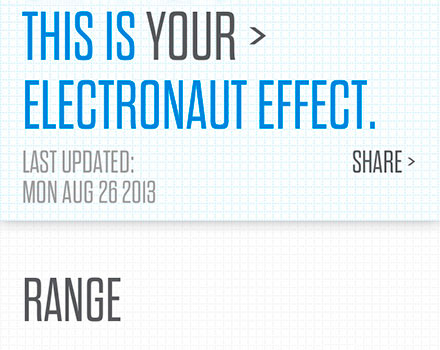 THIS IS YOUR >
ELECTRONAUT EFFECT.
LAST UPDATED:
MON AUG 26 2013
SHARE >
RANGE